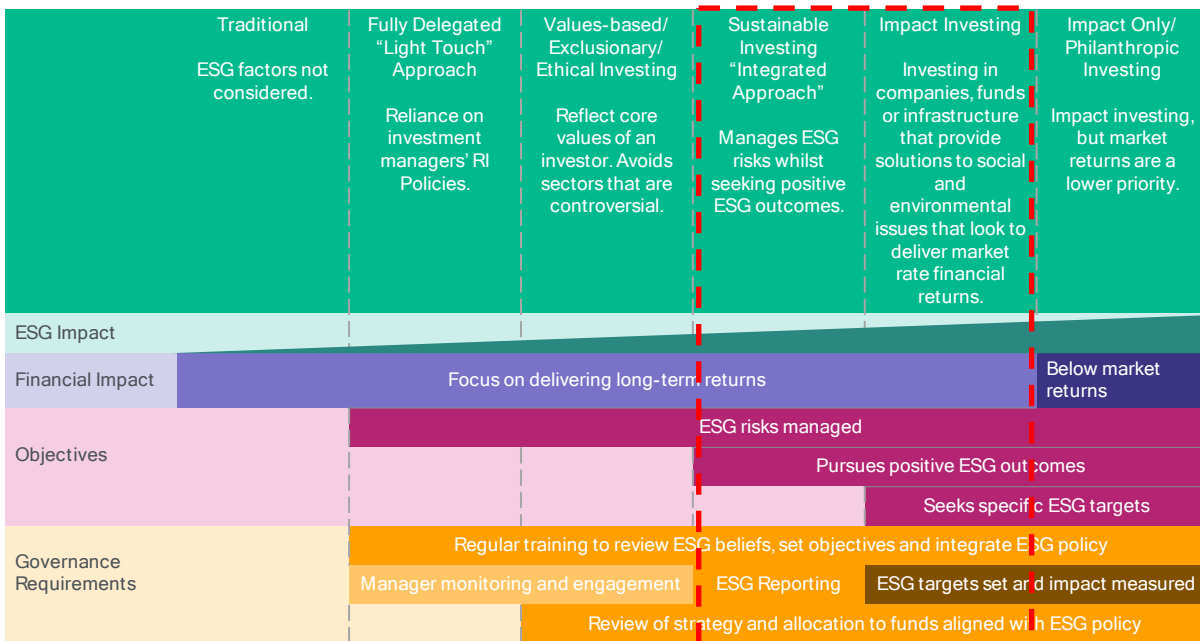 Traditional
ESG factors not
considered.
Fully Delegated
“Light Touch”
Approach
Reliance on
investment
managers’ RI
Policies.
Values-based/
Exclusionary/
Ethical Investing
Reflect core
values of an
investor. Avoids
sectors that are
controversial.
Sustainable
Investing
“Integrated
Approach”
Manages ESG
risks whilst
seeking positive
ESG outcomes.
Impact Investing
Investing in
companies, funds
or infrastructure
that provide
solutions to social
and
environmental
issues that look to
deliver market
rate financial
returns.
Impact Only/
Philanthropic
Investing
Impact investing,
but market
returns are a
lower priority.
ESG Impact
Financial Impact
Focus on delivering long-term returns
Below market
returns
Objectives
ESG risks managed
Pursues positive ESG outcomes
Seeks specific ESG targets
Governance
Requirements
Regular training to review ESG beliefs, set objectives and integrate ESG policy
Manager monitoring and engagement
ESG Reporting
ESG targets set and impact measured
Review of strategy and allocation to funds aligned with ESG policy